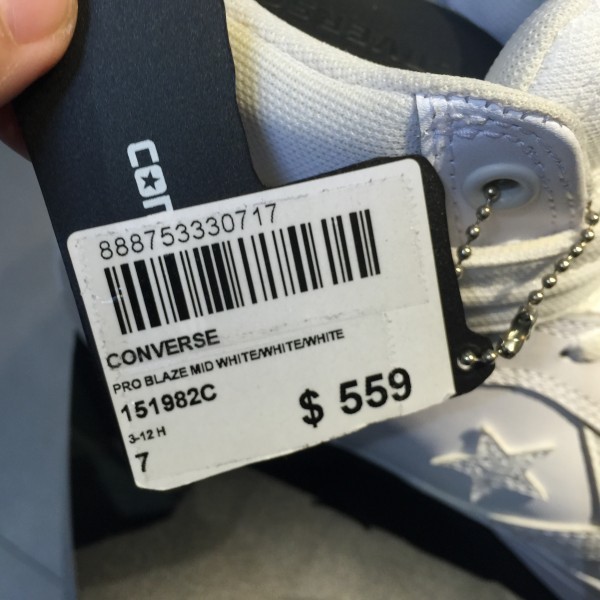 888753330717
CONVERSE
PRO BLAZE MID WHITE/WHITE/WHITE
151982C
$ 559
3-12 H
7